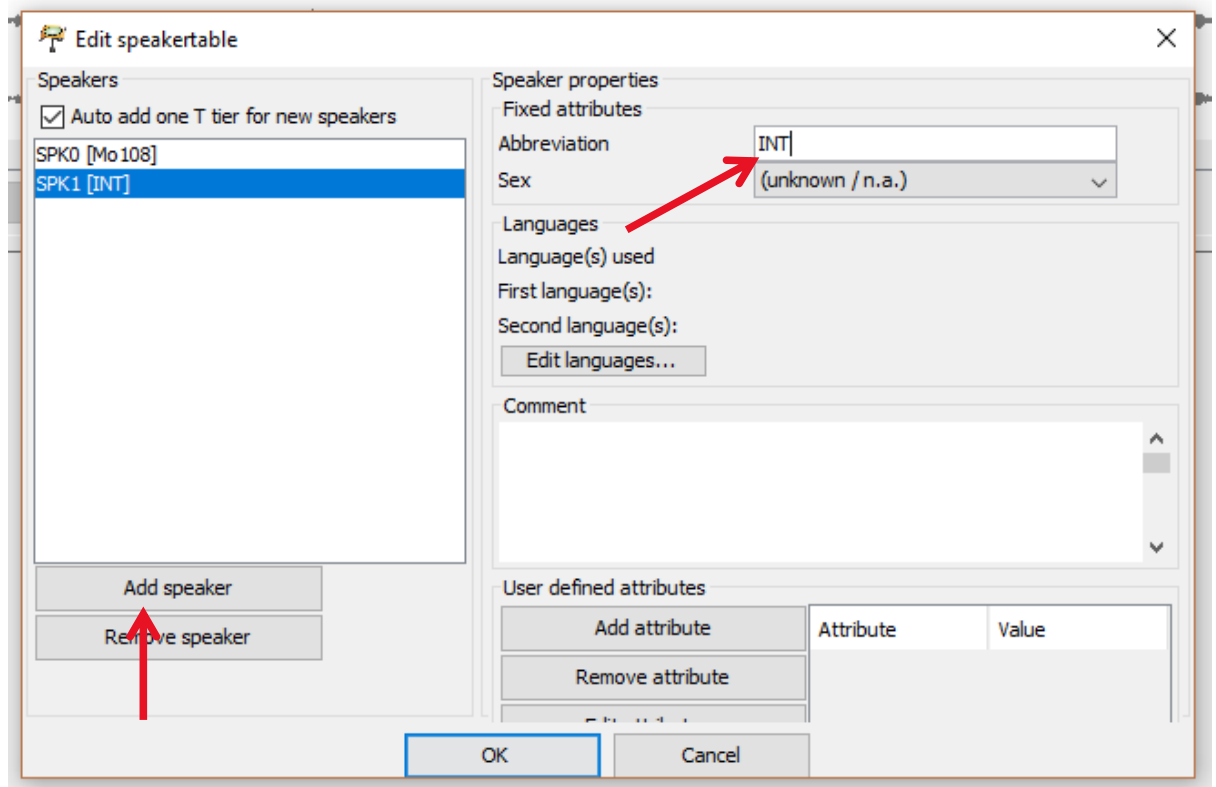 Edit speakertable
Speakers
Auto add one T tier for new speakers
SPK0 [Mo108]
SPK1 [INT]
Add speaker
Remove speaker
Speaker properties
Fixed attributes
Abbreviation INT
Sex (unknown / n.a.)
Languages
Language(s) used
First language(s):
Second language(s):
Edit languages...
Comment
User defined attributes
Add attribute
Remove attribute
Attribute Value
OK Cancel